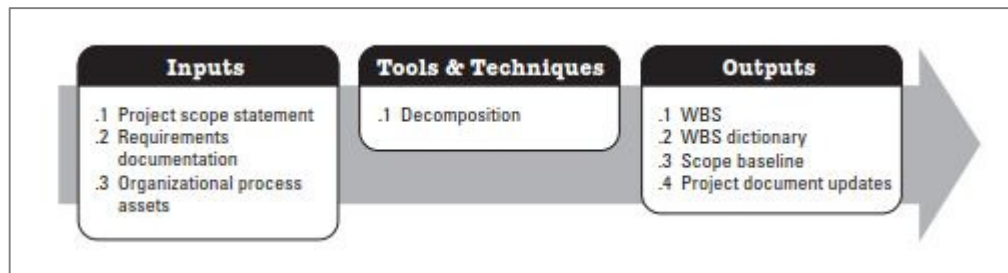 Inputs
.1 Project scope statement
.2 Requirements
documentation
.3 Organizational process
assets
Tools & Techniques
.1 Decomposition
Outputs
.1 WBS
.2 WBS dictionary
.3 Scope baseline
.4 Project document updates